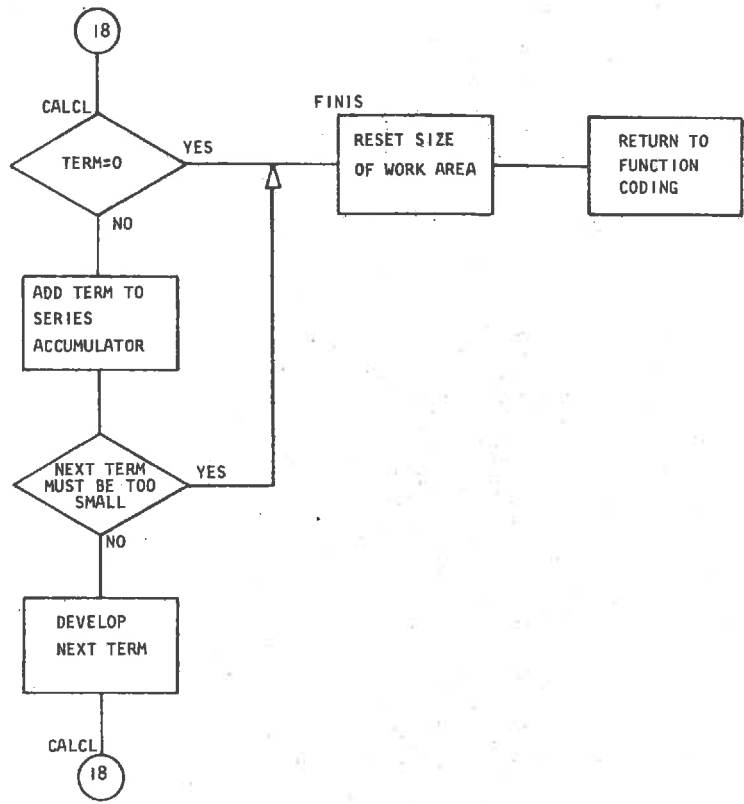 18
CALCL
TERM=0
YES
NO
FINIS
RESET SIZE
OF WORK AREA
RETURN TO
FUNCTION
CODING
ADD TERM TO
SERIES
ACCUMULATOR
NEXT TERM
MUST BE TOO
SMALL
YES
NO
DEVELOP
NEXT TERM
CALCL
18